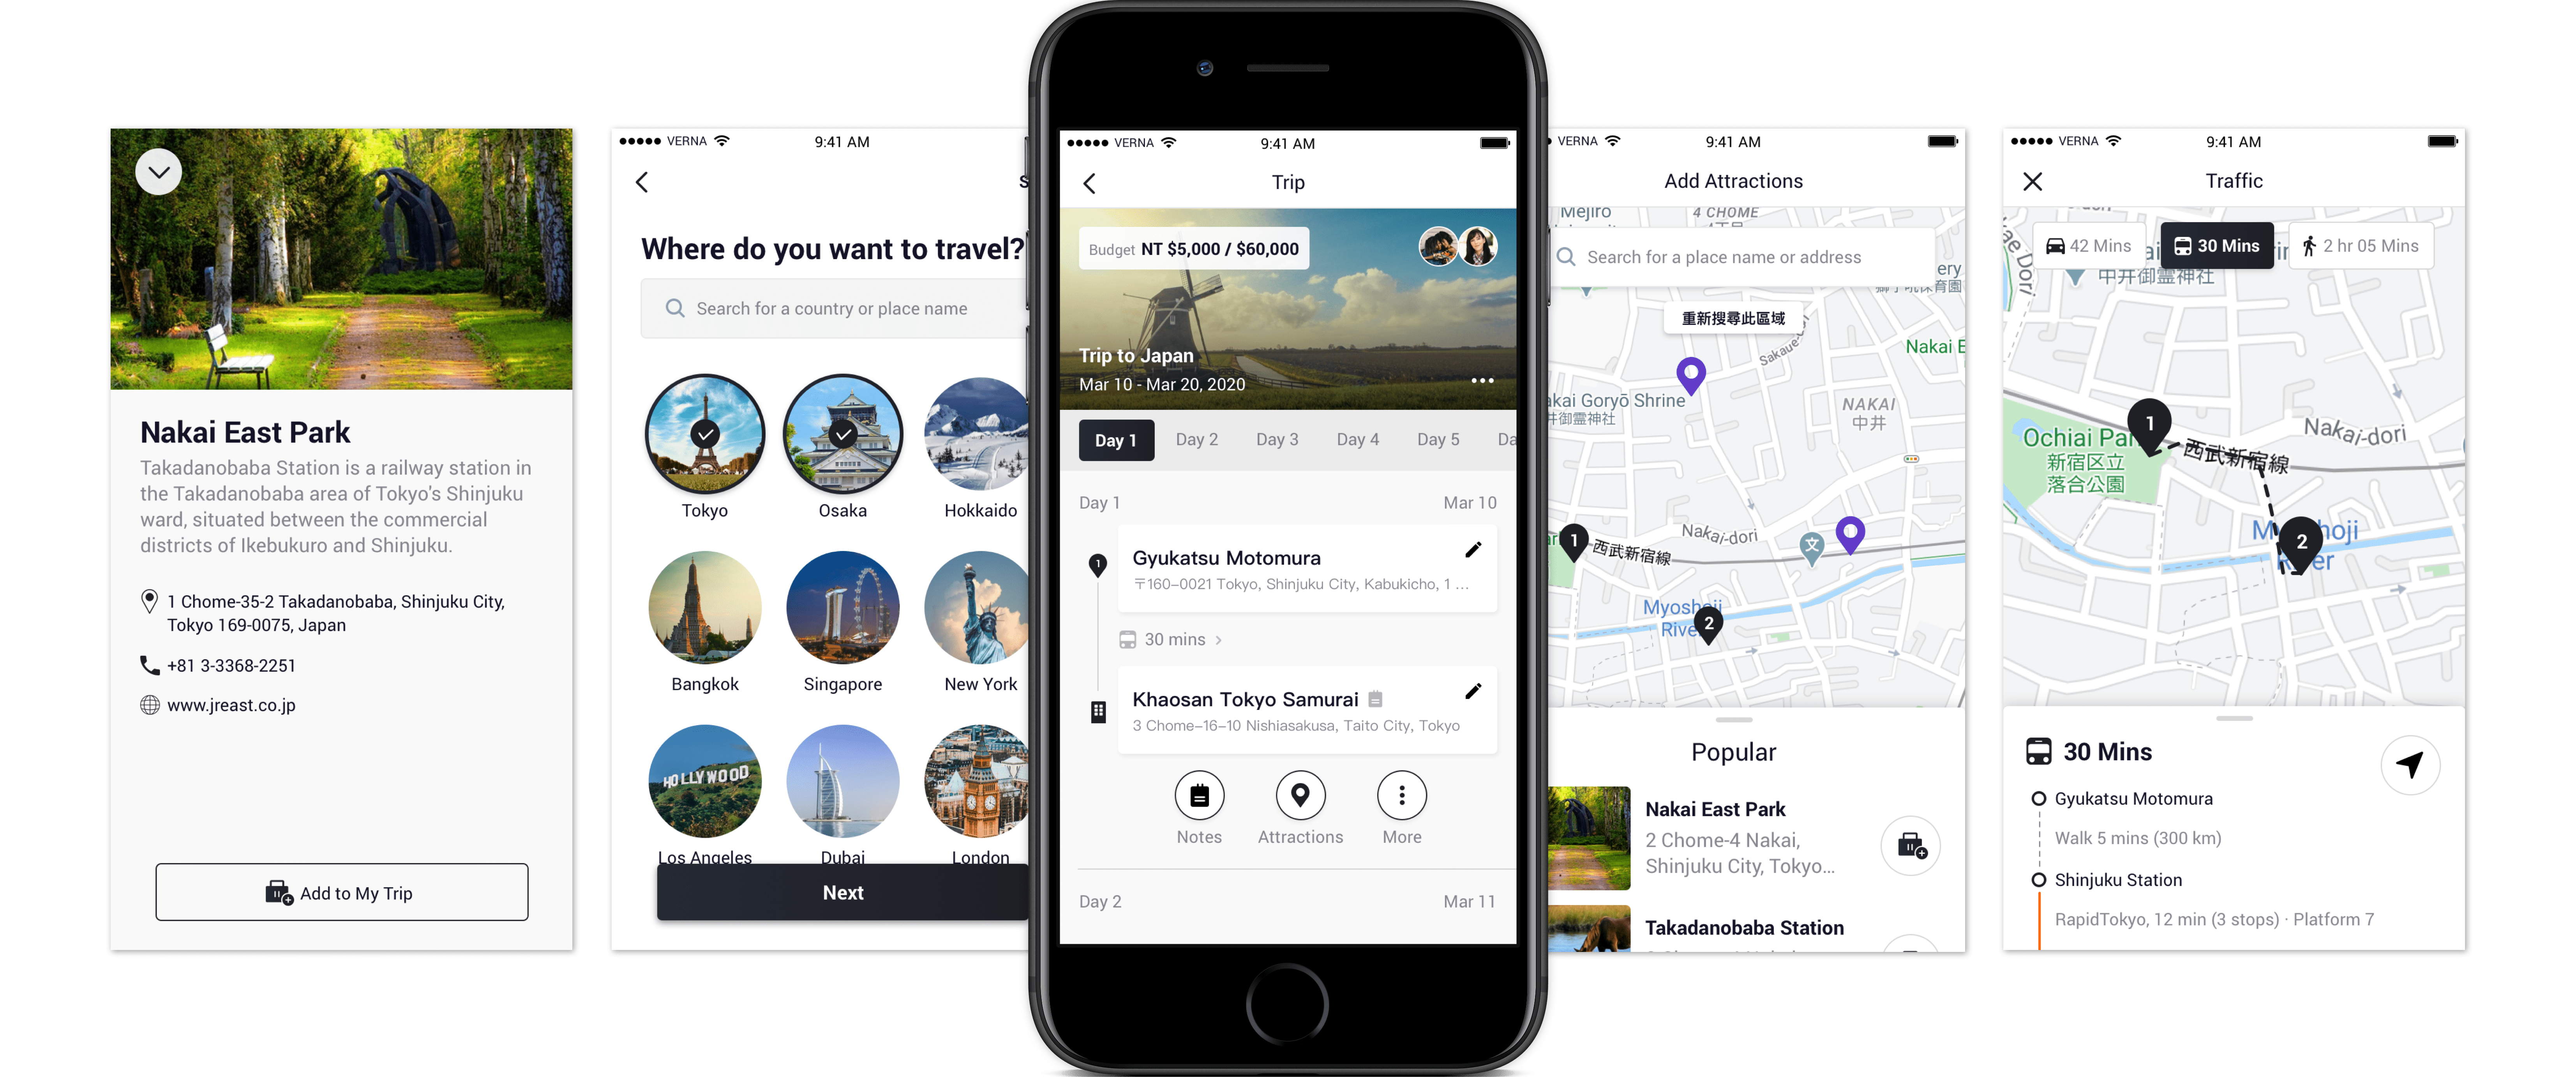 Nakai East Park
Takadanobaba Station is a railway station in
the Takadanobaba area of Tokyo's Shinjuku
ward, situated between the commercial
districts of Ikebukuro and Shinjuku.
1 Chome-35-2 Takadanobaba, Shinjuku City,
Tokyo 169-0075, Japan
+81 3-3368-2251
www.jreast.co.jp
Add to My Trip
VERNA
9:41 AM
Where do you want to travel?
Search for a country or place name
Tokyo
Osaka
Hokkaido
Bangkok
Singapore
New York
HOLLYWOOD
Los Angeles
Dubai
London
Next
VERNA
9:41 AM
Trip
Budget NT $5,000 / $60,000
Trip to Japan
Mar 10 - Mar 20, 2020
Day 1
Day 2
Day 3
Day 4
Day 5
Da
Day 1
Mar 10
1
Gyukatsu Motomura
〒160-0021 Tokyo, Shinjuku City, Kabukicho, 1 ...
30 mins
Khaosan Tokyo Samurai
3 Chome-16-10 Nishiasakusa, Taito City, Tokyo
Notes
Attractions
More
Day 2
Mar 11
VERNA
9:41 AM
Add Attractions
Mejiro
4 CHOME
Search for a place name or address
ery
重新搜尋此區域
Sakaue
Nakai E
akai Goryō Shrine
井御霊神社
NAKAI
中井
Nakai-dori
文
1
西武新宿線
2
Popular
Nakai East Park
2 Chome-4 Nakai,
Shinjuku City, Tokyo...
Takadanobaba Station
VERNA
9:41 AM
Traffic
42 Mins
30 Mins
2 hr 05 Mins
中井御霊神社
1
Nakai-dori
新宿区立
落合公園
西武新宿線
2
30 Mins
Gyukatsu Motomura
Walk 5 mins (300 km)
Shinjuku Station
RapidTokyo, 12 min (3 stops) · Platform 7